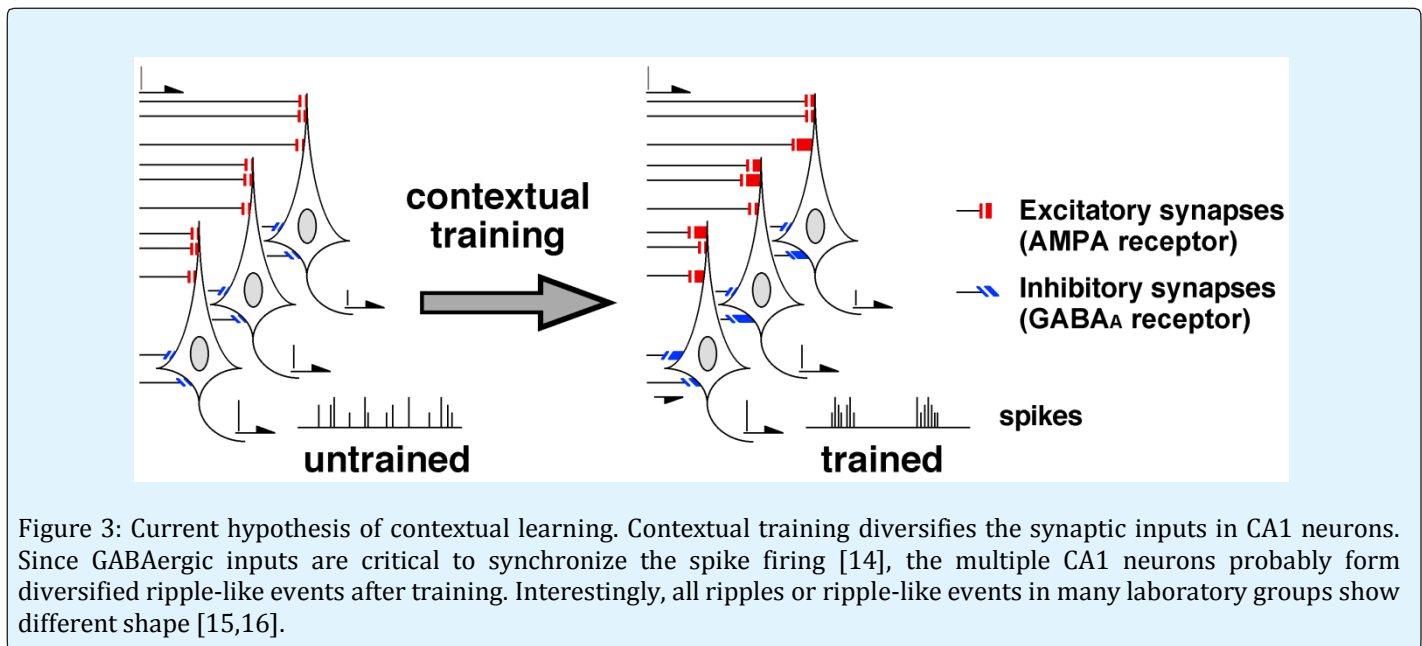 contextual
training
untrained
trained
spikes
Excitatory synapses
(AMPA receptor)
Inhibitory synapses
(GABAA receptor)
Figure 3: Current hypothesis of contextual learning. Contextual training diversifies the synaptic inputs in CA1 neurons.
Since GABAergic inputs are critical to synchronize the spike firing [14], the multiple CA1 neurons probably form
diversified ripple-like events after training. Interestingly, all ripples or ripple-like events in many laboratory groups show
different shape [15,16].